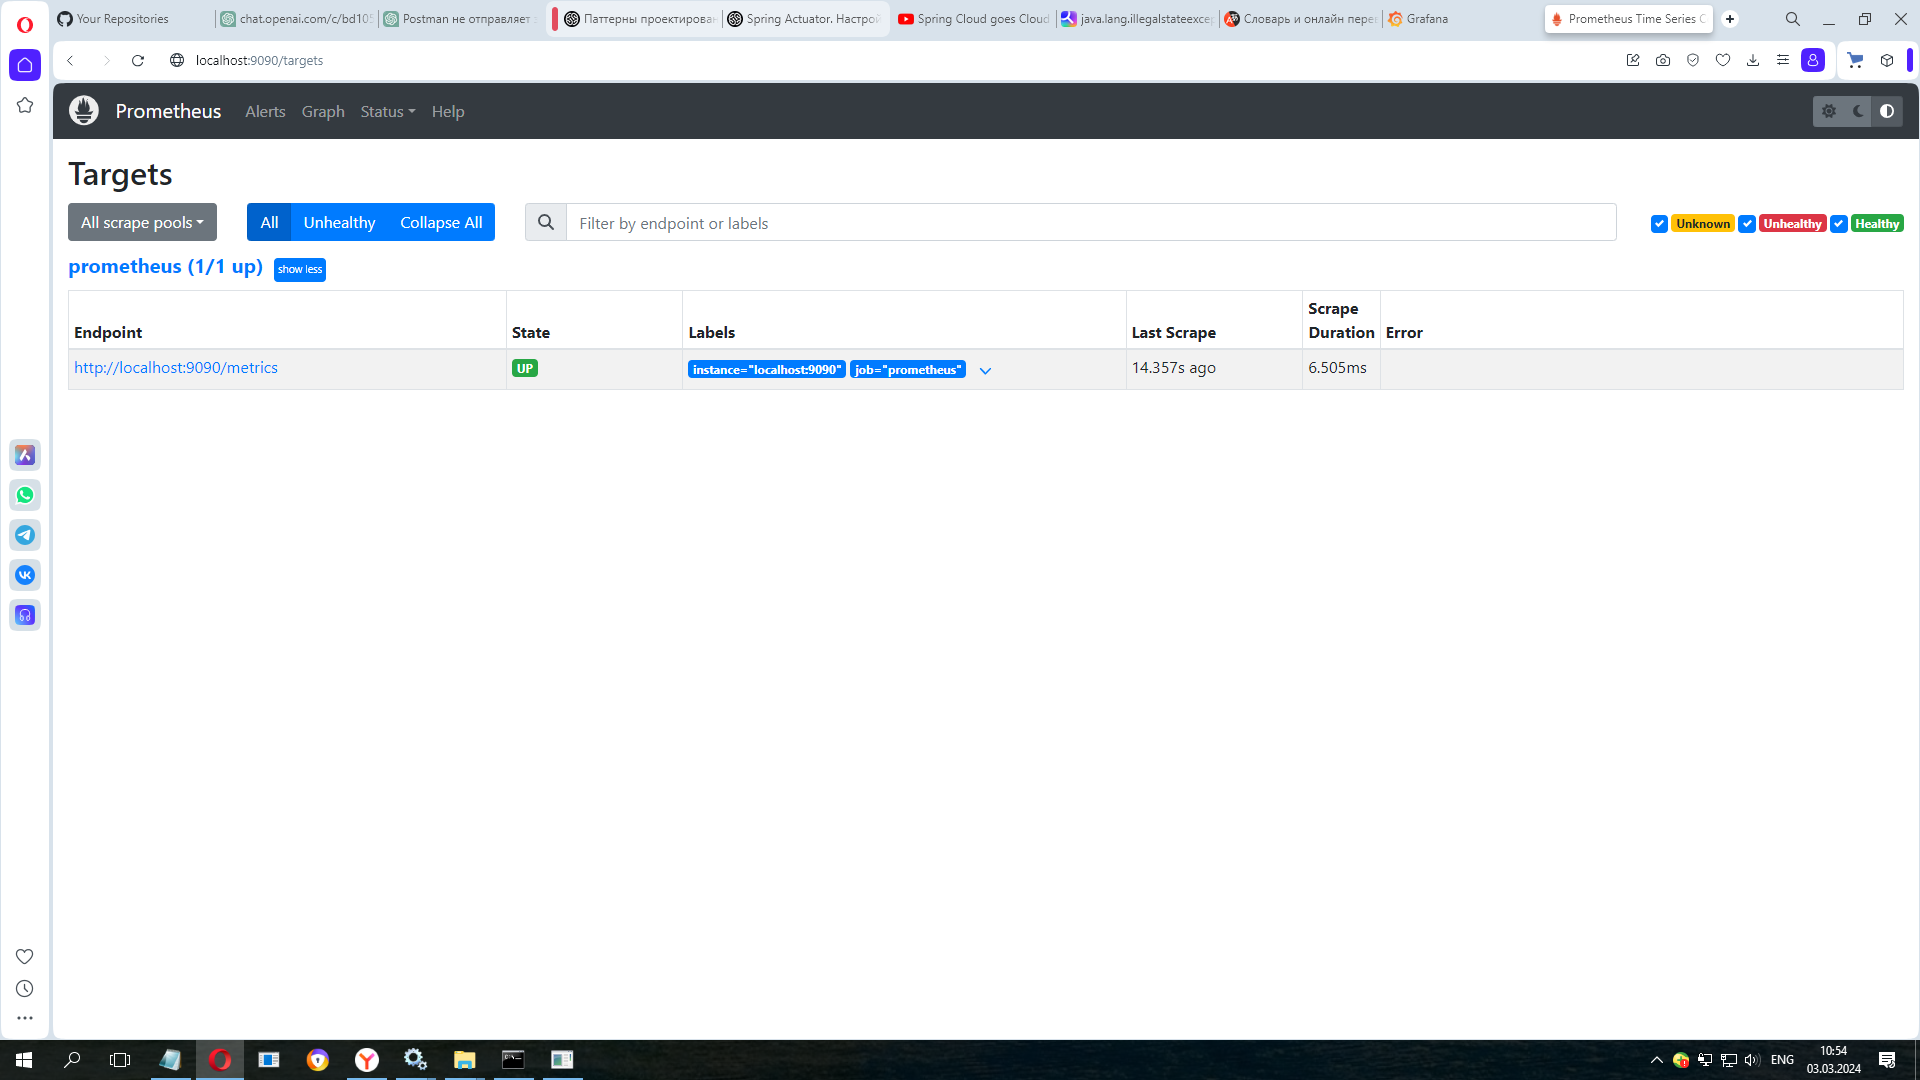 Your Repositories
chat.openai.com/c/bd105
Postman не отправляет
Паттерны проектирован
Spring Actuator. Настрой
Spring Cloud goes Cloud
java.lang.illegalstateexcep
Словарь и онлайн пере
Grafana
Prometheus Time Series C
localhost:9090/targets
Prometheus Alerts Graph Status Help
Targets
All scrape pools All Unhealthy Collapse All Filter by endpoint or labels Unknown Unhealthy Healthy
prometheus (1/1 up) show less
Endpoint State Labels Last Scrape Scrape Duration Error
http://localhost:9090/metrics UP instance="localhost:9090" job="prometheus" 14.357s ago 6.505ms
ENG
10:54
03.03.2024